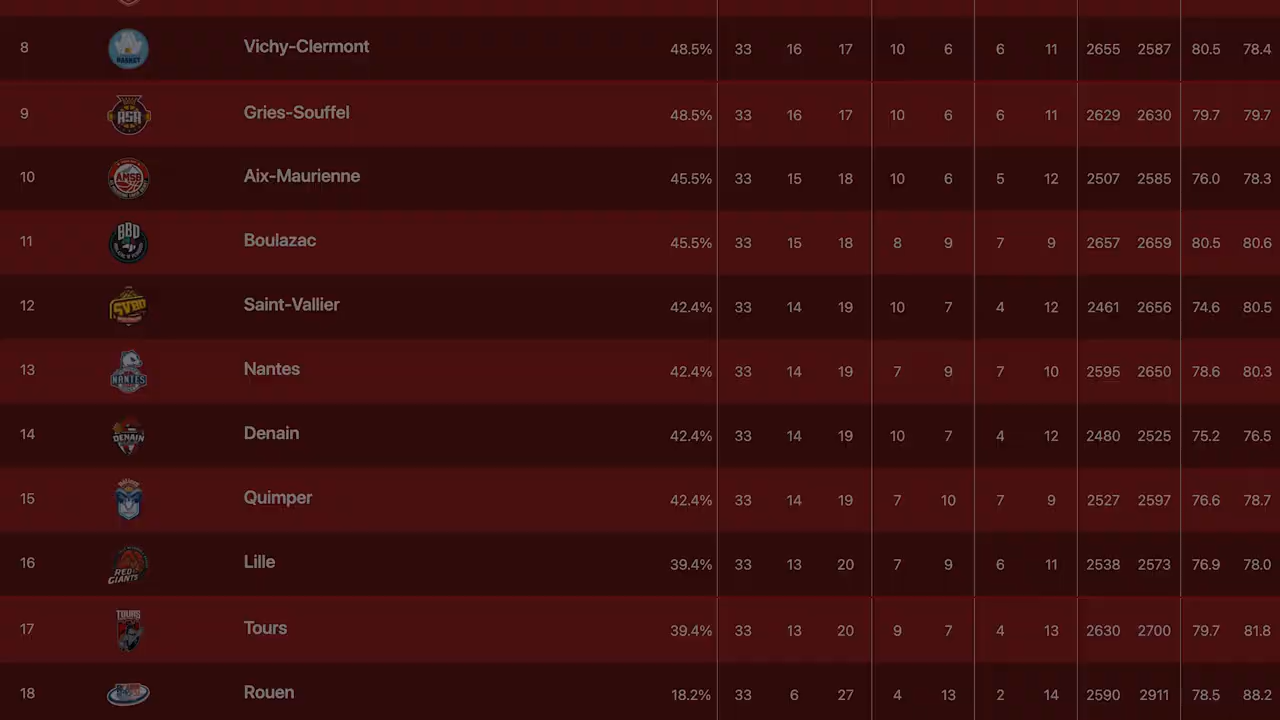 8 BASKET Vichy-Clermont 48.5% 33 16 17 10 6 6 11 2655 2587 80.5 78.4
9 ASA Gries-Souffel 48.5% 33 16 17 10 6 6 11 2629 2630 79.7 79.7
10 AMSB Aix-Maurienne 45.5% 33 15 18 10 6 5 12 2507 2585 76.0 78.3
11 BBD Boulazac 45.5% 33 15 18 8 9 7 9 2657 2659 80.5 80.6
12 SVBD Saint-Vallier 42.4% 33 14 19 10 7 4 12 2461 2656 74.6 80.5
13 NANTES Nantes 42.4% 33 14 19 7 9 7 10 2595 2650 78.6 80.3
14 DENAIN Denain 42.4% 33 14 19 10 7 4 12 2480 2525 75.2 76.5
15 Quimper 42.4% 33 14 19 7 10 7 9 2527 2597 76.6 78.7
16 RED GIANTS Lille 39.4% 33 13 20 7 9 6 11 2538 2573 76.9 78.0
17 TOURS Tours 39.4% 33 13 20 9 7 4 13 2630 2700 79.7 81.8
18 Rouen 18.2% 33 6 27 4 13 2 14 2590 2911 78.5 88.2